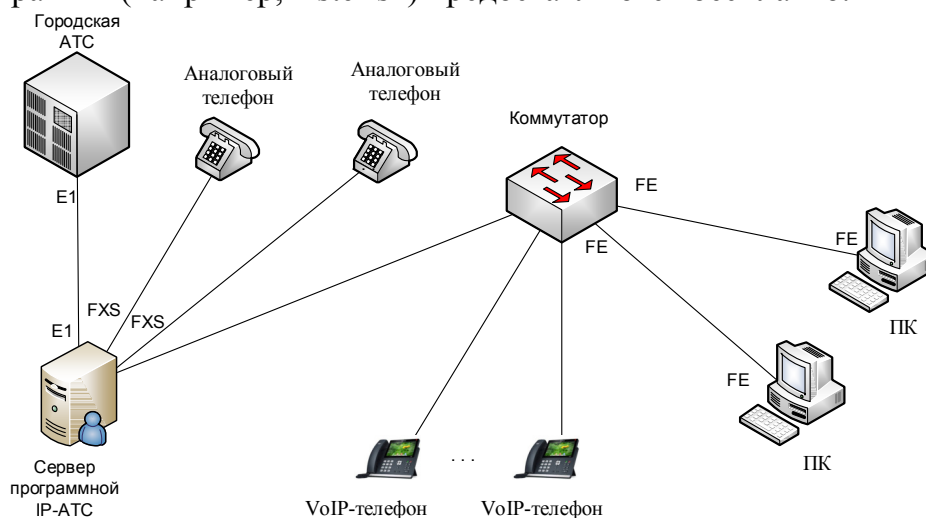 Городская
АТС
Аналоговый
телефон
Аналоговый
телефон
Коммутатор
E1
FE
FE
FE
FXS
FXS
E1
ПК
FE
Сервер
программной
IP-АТС
. . .
VoIP-телефон
VoIP-телефон
ПК